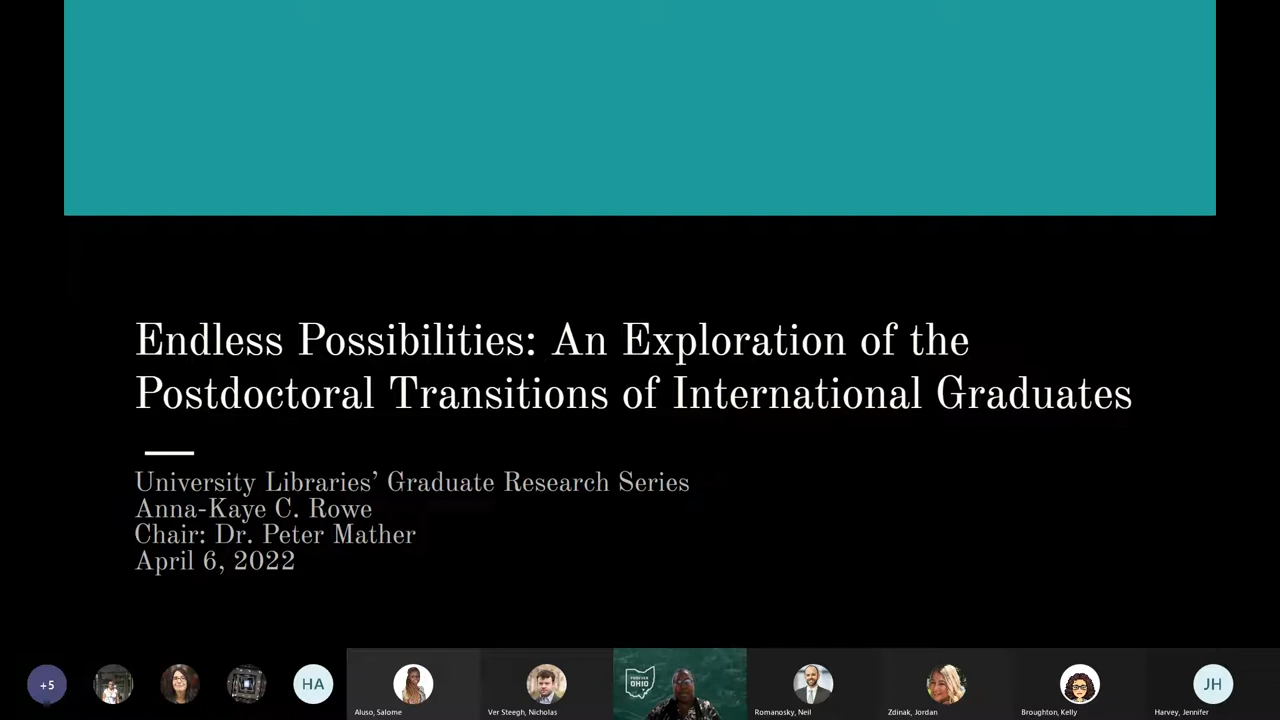 Endless Possibilities: An Exploration of the
Postdoctoral Transitions of International Graduates
University Libraries’ Graduate Research Series
Anna-Kaye C. Rowe
Chair: Dr. Peter Mather
April 6, 2022
+5
HA
Aluso, Salome
Ver Steegh, Nicholas
FOREVER
OHIO
Romanosky, Neil
Zdinak, Jordan
Broughton, Kelly
JH
Harvey, Jennifer